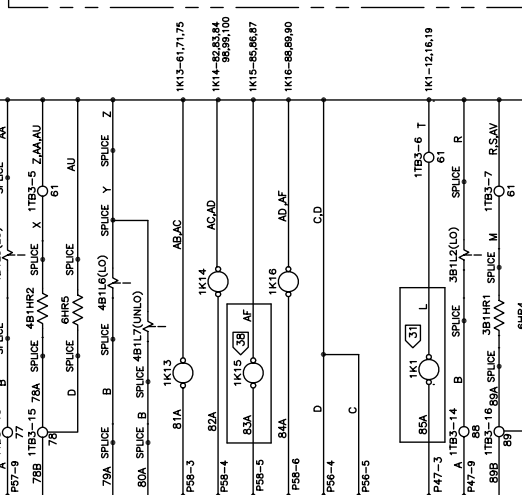 1K13-61,71,75
1K14-82,83,84
98,99,100
1K15-85,86,87
1K16-88,89,90
1K1-12,16,19
AA
Z,AA,AU
AU
Z
T
R
R,S,AV
1TB3-5
61
SPLICE
Y
1TB3-6
61
SPLICE
1TB3-7
61
X
SPLICE
SPLICE
SPLICE
AB,AC
AC,AD
AD,AF
C,D
M
SPLICE
4B1HR2
6HR5
4B1L6(LO)
4B1L7(UNLO)
1K14
1K16
AF
38
1K15
1K13
3B1L2(LO)
SPLICE
3B1HR1
L
31
1K1
B
SPLICE
78A
D
SPLICE
B
SPLICE
B
81A
82A
83A
84A
D
C
85A
B
89A
SPLICE
A
77
P57-9
1TB3-15
78
78B
79A
80A
P58-3
P58-4
P58-5
P58-6
P56-4
P56-5
P47-3
1TB3-14
88
A
P47-9
1TB3-16
89
89B